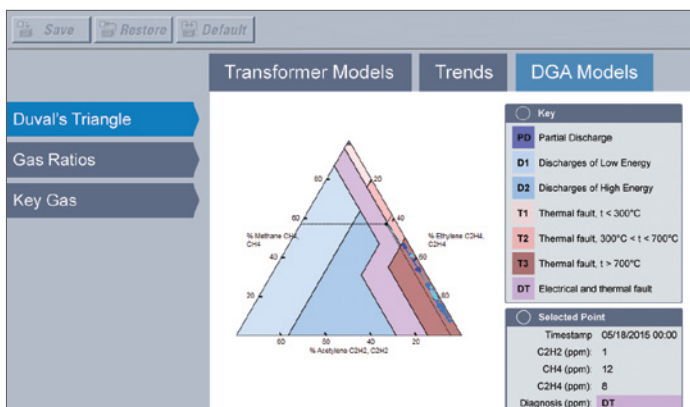 Save Restore Default
Transformer Models Trends DGA Models
Duval's Triangle
Gas Ratios
Key Gas
80
20
60
40
% Methane CH4,
CH4
% Ethylene C2H4,
C2H4
40
60
20
80
80
60
40
20
% Acetylene C2H2, C2H2
Key
PD Partial Discharge
D1 Discharges of Low Energy
D2 Discharges of High Energy
T1 Thermal fault, t < 300°C
T2 Thermal fault, 300°C < t < 700°C
T3 Thermal fault, t > 700°C
DT Electrical and thermal fault
Selected Point
Timestamp 05/18/2015 00:00
C2H2 (ppm): 1
CH4 (ppm): 12
C2H4 (ppm): 8
Diagnosis (ppm): DT